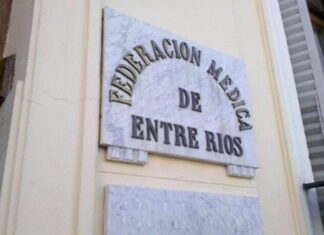 FEDERACION MEDICA
DE
ENTRE RIOS